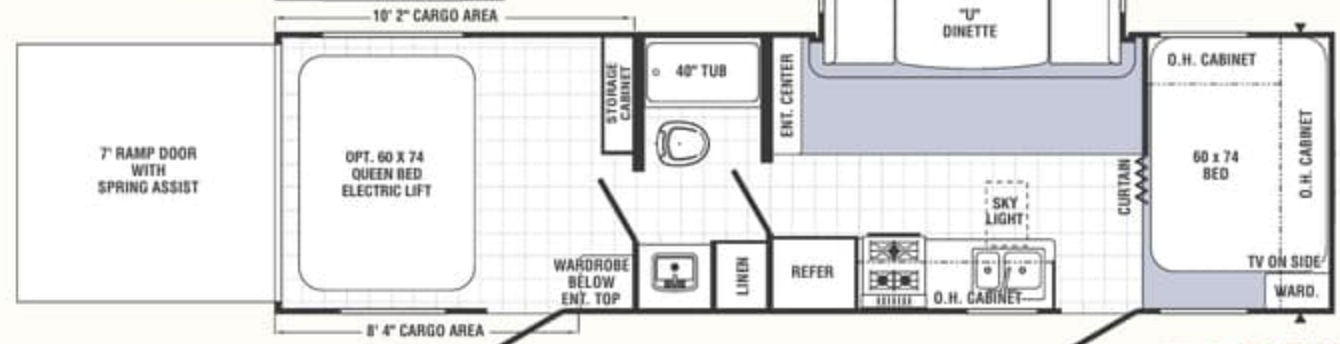 10' 2" CARGO AREA
7' RAMP DOOR
WITH
SPRING ASSIST
OPT. 60 X 74
QUEEN BED
ELECTRIC LIFT
STORAGE
CABINET
40" TUB
ENT. CENTER
"U"
DINETTE
O.H. CABINET
O.H. CABINET
60 x 74
BED
CURTAIN
SKY
LIGHT
WARDROBE
BELOW
ENT. TOP
LINEN
REFER
O.H. CABINET
TV ON SIDE
WARD.
8' 4" CARGO AREA